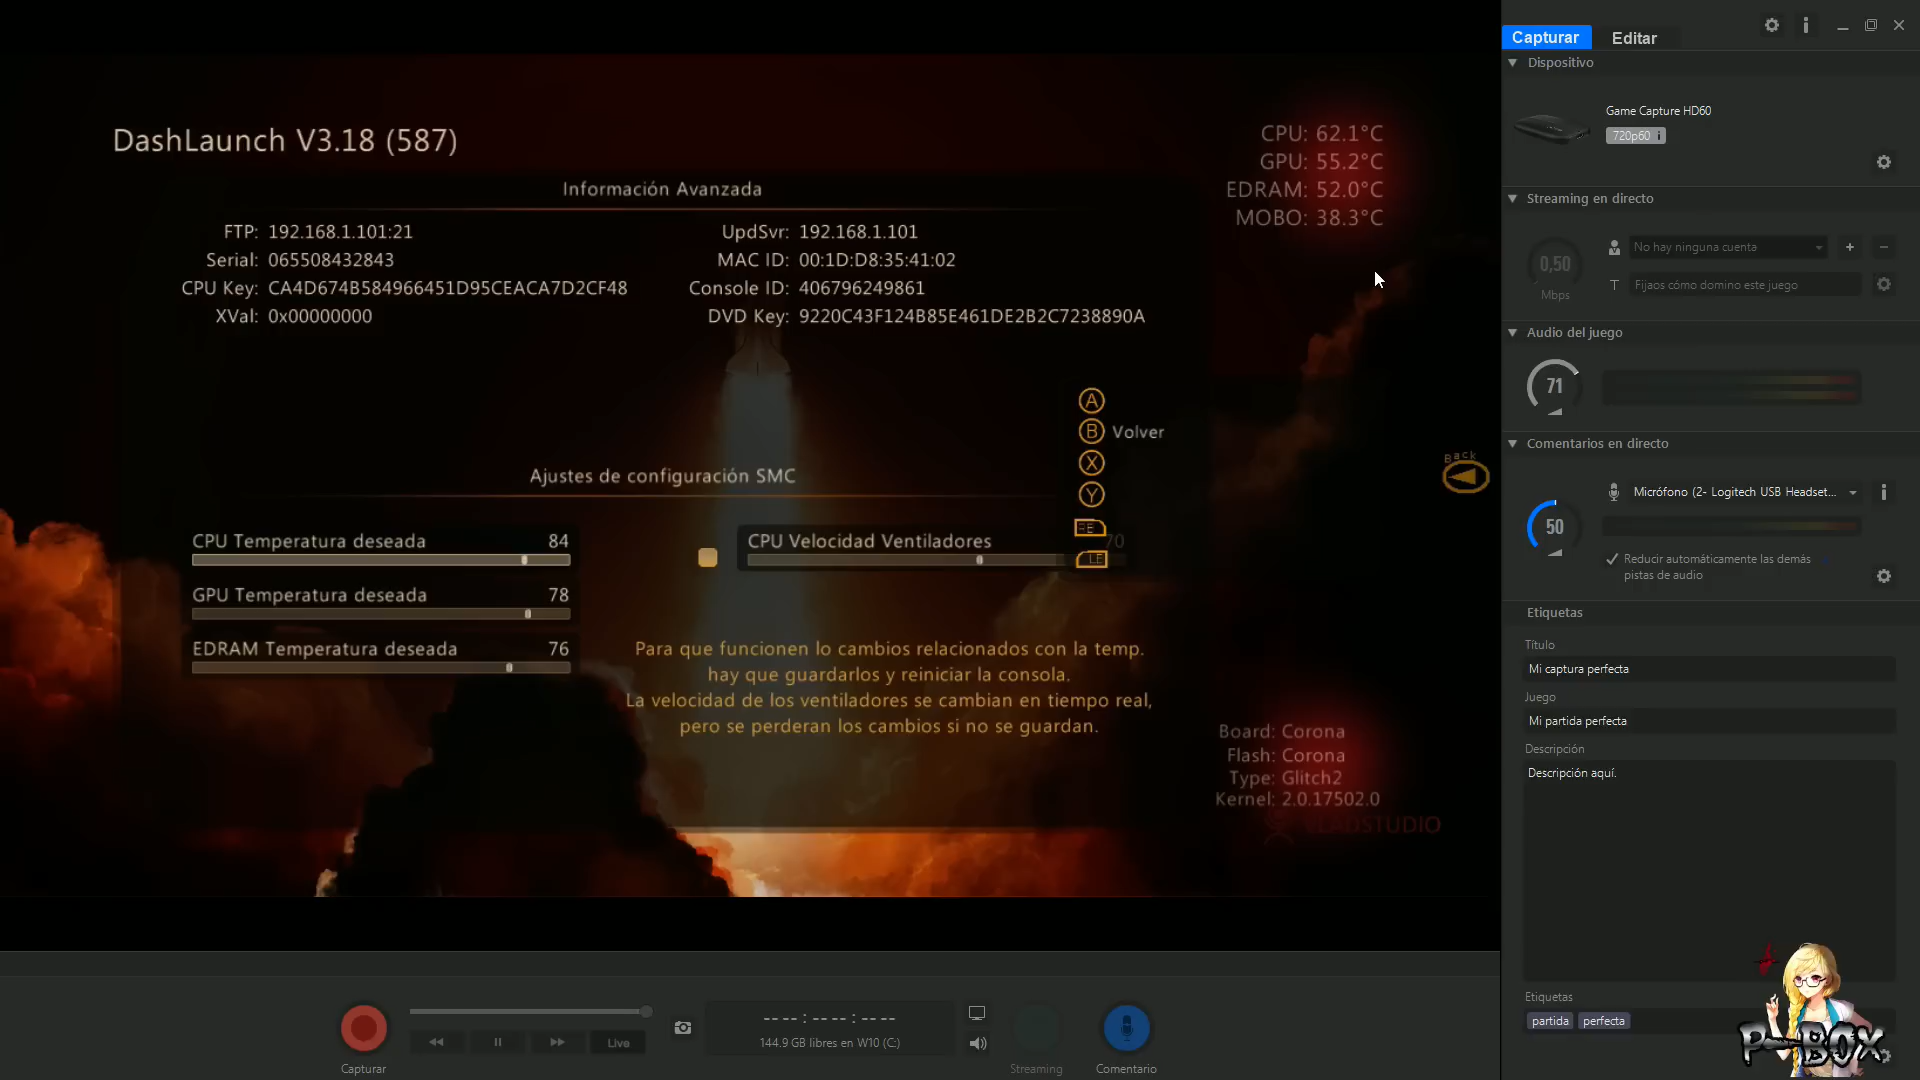 DashLaunch V3.18 (587)
CPU: 62.1°C
GPU: 55.2°C
EDRAM: 52.0°C
MOBO: 38.3°C
Información Avanzada
FTP: 192.168.1.101:21
UpdSvr: 192.168.1.101
Serial: 065508432843
MAC ID: 00:1D:D8:35:41:02
CPU Key: CA4D674B584966451D95CEACA7D2CF48
Console ID: 406796249861
XVal: 0x00000000
DVD Key: 9220C43F124B85E461DE2B2C7238890A
A
B Volver
X
Y
Back
Ajustes de configuración SMC
CPU Temperatura deseada 84
CPU Velocidad Ventiladores 70
GPU Temperatura deseada 78
EDRAM Temperatura deseada 76
Para que funcionen lo cambios relacionados con la temp.
hay que guardarlos y reiniciar la consola.
La velocidad de los ventiladores se cambian en tiempo real,
pero se perderan los cambios si no se guardan.
Board: Corona
Flash: Corona
Type: Glitch2
Kernel: 2.0.17502.0
VLADSTUDIO
Capturar
Editar
Dispositivo
Game Capture HD60
720p60 i
Streaming en directo
0,50
Mbps
No hay ninguna cuenta
T Fijaos cómo domino este juego
Audio del juego
71
Comentarios en directo
50
Micrófono (2- Logitech USB Headset...
Reducir automáticamente las demás
pistas de audio
Etiquetas
Título
Mi captura perfecta
Juego
Mi partida perfecta
Descripción
Descripción aquí.
Etiquetas
partida perfecta
P-BOX
Live
-- -- : -- -- : -- --
144.9 GB libres en W10 (C:)
Capturar
Streaming
Comentario